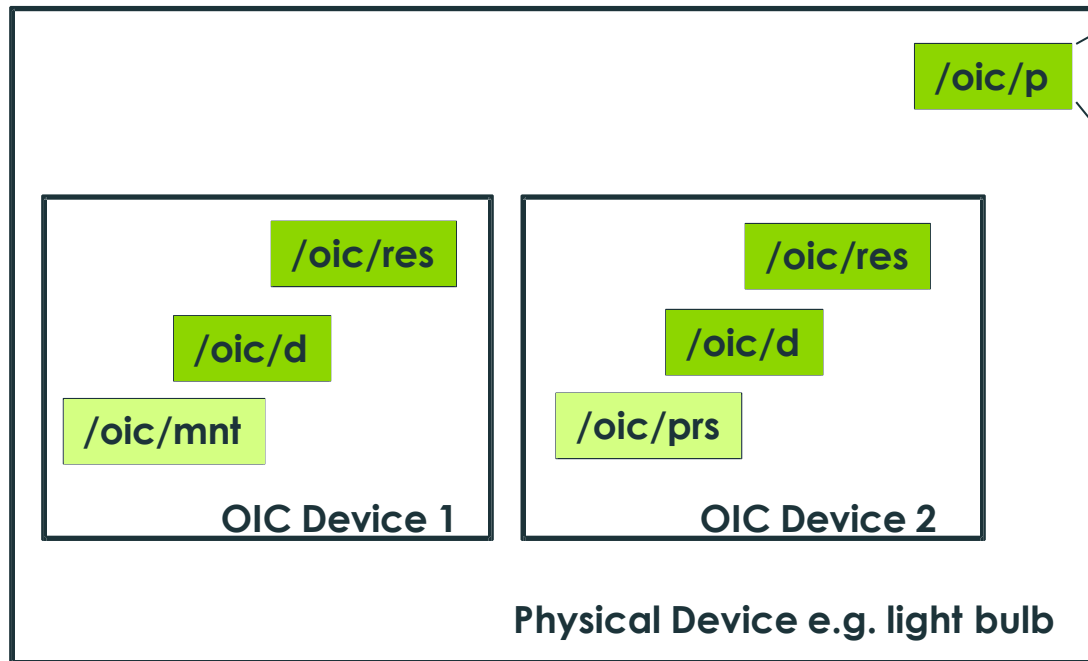 /oic/p
/oic/res
/oic/d
/oic/mnt
OIC Device 1
/oic/res
/oic/d
/oic/prs
OIC Device 2
Physical Device e.g. light bulb